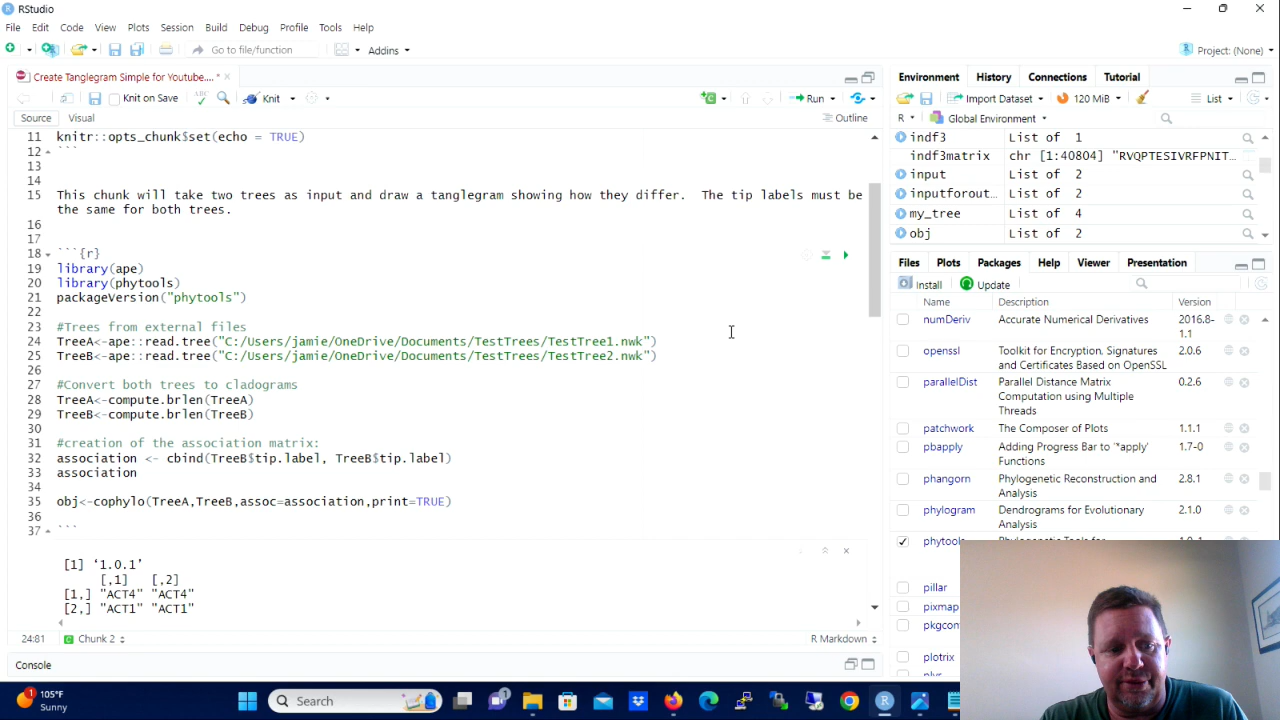 RStudio
File Edit Code View Plots Session Build Debug Profile Tools Help
Go to file/function Addins Project: (None)
Create Tanglegram Simple for Youtube....*
Knit on Save Knit Run
Source Visual Outline
11 knitr::opts_chunk$set(echo = TRUE)
12 ```
13
14
15 This chunk will take two trees as input and draw a tanglegram showing how they differ. The tip labels must be
the same for both trees.
16
17
18 ```{r}
19 library(ape)
20 library(phytools)
21 packageVersion("phytools")
22
23 #Trees from external files
24 TreeA<-ape::read.tree("C:/Users/jamie/OneDrive/Documents/TestTrees/TestTree1.nwk")
25 TreeB<-ape::read.tree("C:/Users/jamie/OneDrive/Documents/TestTrees/TestTree2.nwk")
26
27 #Convert both trees to cladograms
28 TreeA<-compute.brlen(TreeA)
29 TreeB<-compute.brlen(TreeB)
30
31 #creation of the association matrix:
32 association <- cbind(TreeB$tip.label, TreeB$tip.label)
33 association
34
35 obj<-cophylo(TreeA,TreeB,assoc=association,print=TRUE)
36
37 ```
[1] ‘1.0.1’
[,1] [,2]
[1,] "ACT4" "ACT4"
[2,] "ACT1" "ACT1"
24:81 Chunk 2 R Markdown
Console
Environment History Connections Tutorial
Import Dataset 120 MiB List
R Global Environment
indf3 List of 1
indf3matrix chr [1:40804] "RVQPTESIVRFPNIT...
input List of 2
inputforout... List of 2
my_tree List of 4
obj List of 2
Files Plots Packages Help Viewer Presentation
Install Update
Name Description Version
numDeriv Accurate Numerical Derivatives 2016.8-
1.1
openssl Toolkit for Encryption, Signatures 2.0.6
and Certificates Based on OpenSSL
parallelDist Parallel Distance Matrix 0.2.6
Computation using Multiple
Threads
patchwork The Composer of Plots 1.1.1
pbapply Adding Progress Bar to '*apply' 1.7-0
Functions
phangorn Phylogenetic Reconstruction and 2.8.1
Analysis
phylogram Dendrograms for Evolutionary 2.1.0
Analysis
phytools
pillar
pixmap
pkgcon
plotrix
plyr
105°F
Sunny
Search